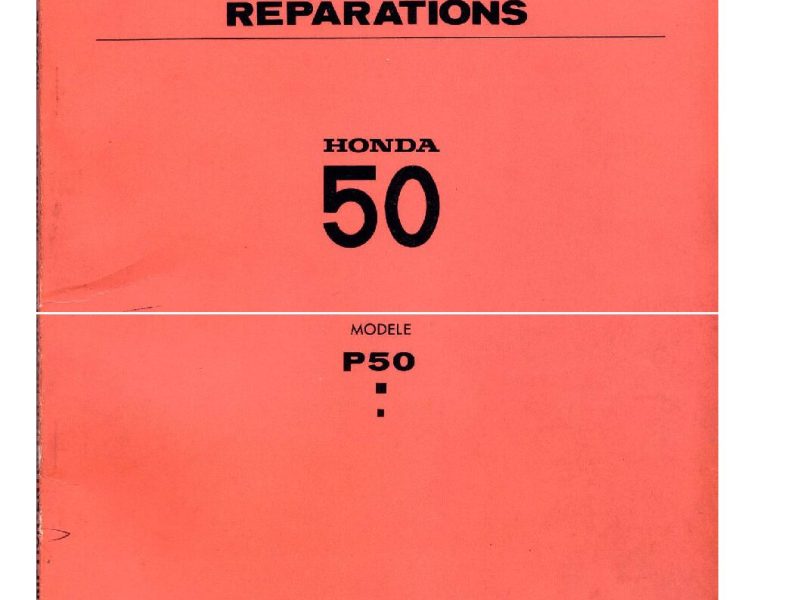 REPARATIONS
HONDA
50
MODELE
P50